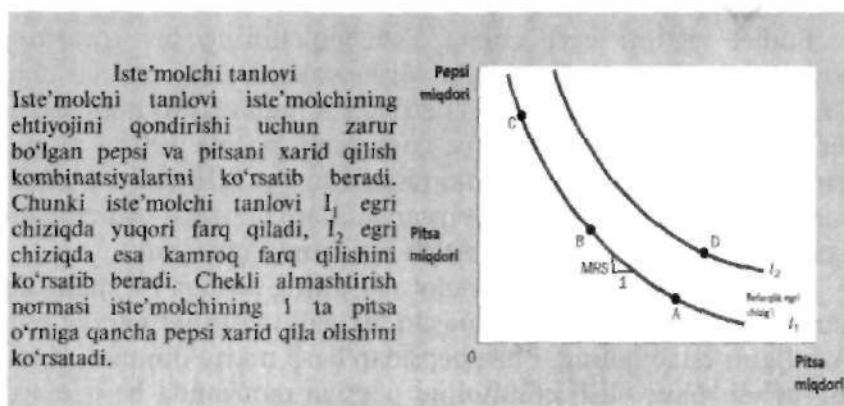 Iste'molchi tanlovi
Iste'molchi tanlovi iste'molchining
ehtiyojini qondirishi uchun zarur
bo'lgan pepsi va pitsani xarid qilish
kombinatsiyalarini ko'rsatib beradi.
Chunki iste'molchi tanlovi I₁ egri
chiziqda yuqori farq qiladi, I₂ egri
chiziqda esa kamroq farq qilishini
ko'rsatib beradi. Chekli almashtirish
normasi iste'molchining 1 ta pitsa
o'rniga qancha pepsi xarid qila olishini
ko'rsatadi.
Pepsi
miqdori
C
B
D
Pitsa
miqdori
MRS
1
A
I₂
egri
I₁
0
Pitsa
miqdori